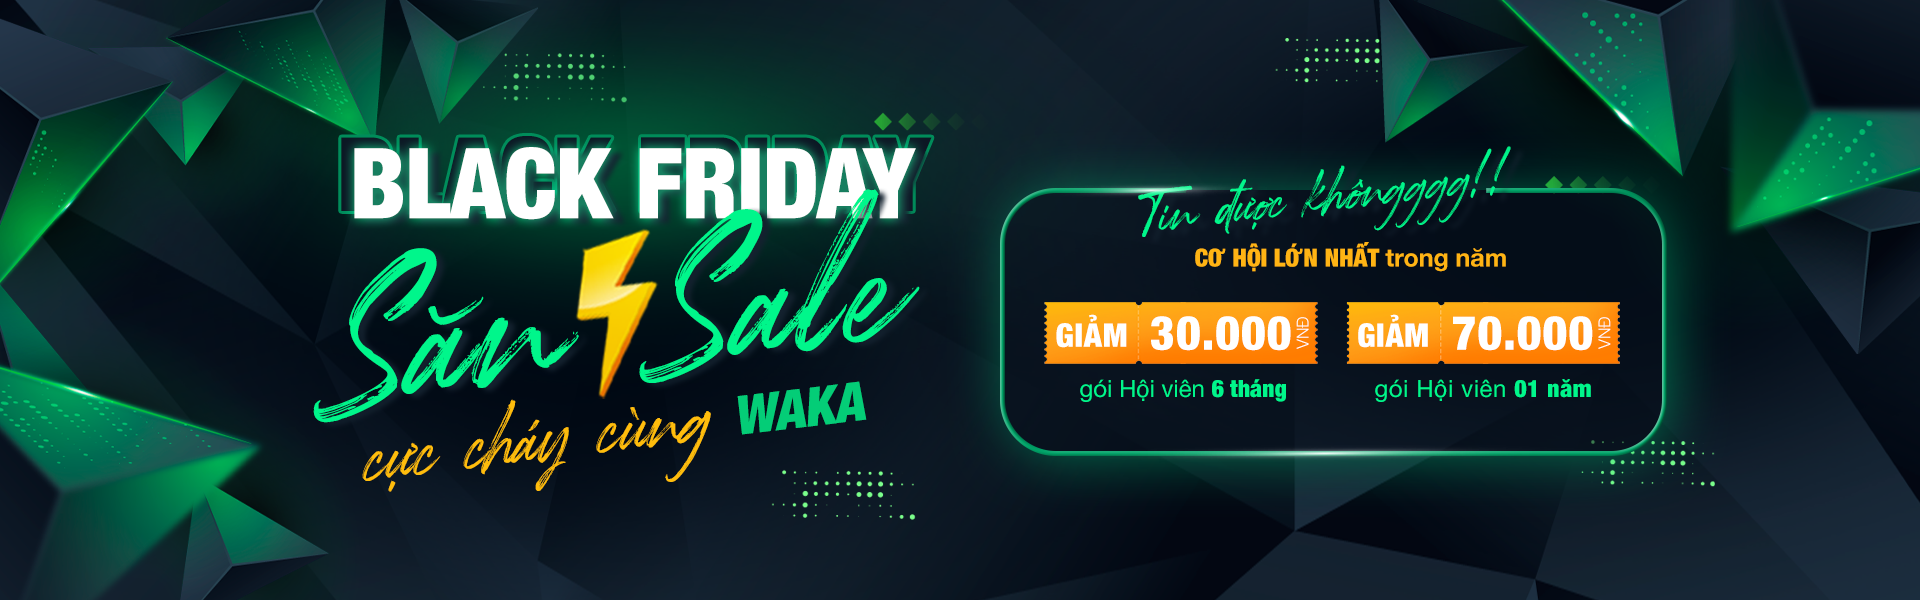 BLACK FRIDAY
Săn Sale
cực cháy cùng WAKA
Tin được khôngggg!!
CƠ HỘI LỚN NHẤT trong năm
GIẢM 30.000 VNĐ
gói Hội viên 6 tháng
GIẢM 70.000 VNĐ
gói Hội viên 01 năm